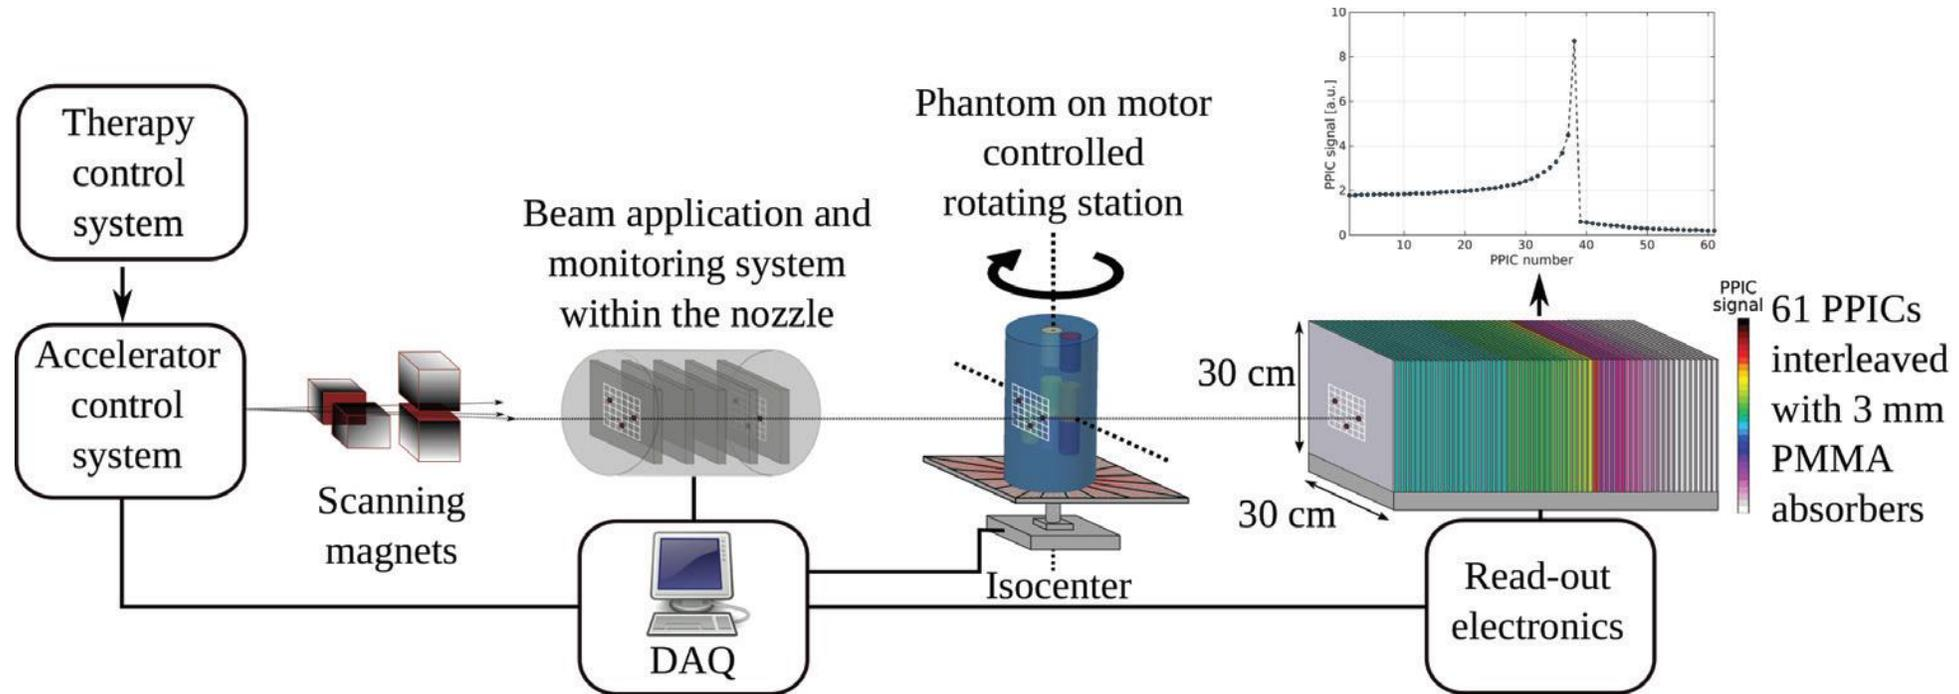 Therapy
control
system
Accelerator
control
system
Scanning
magnets
Beam application and
monitoring system
within the nozzle
DAQ
Phantom on motor
controlled
rotating station
Isocenter
30 cm
30 cm
10
8
6
4
2
0
PPIC signal [a.u.]
10 20 30 40 50 60
PPIC number
PPIC
signal
61 PPICs
interleaved
with 3 mm
PMMA
absorbers
Read-out
electronics